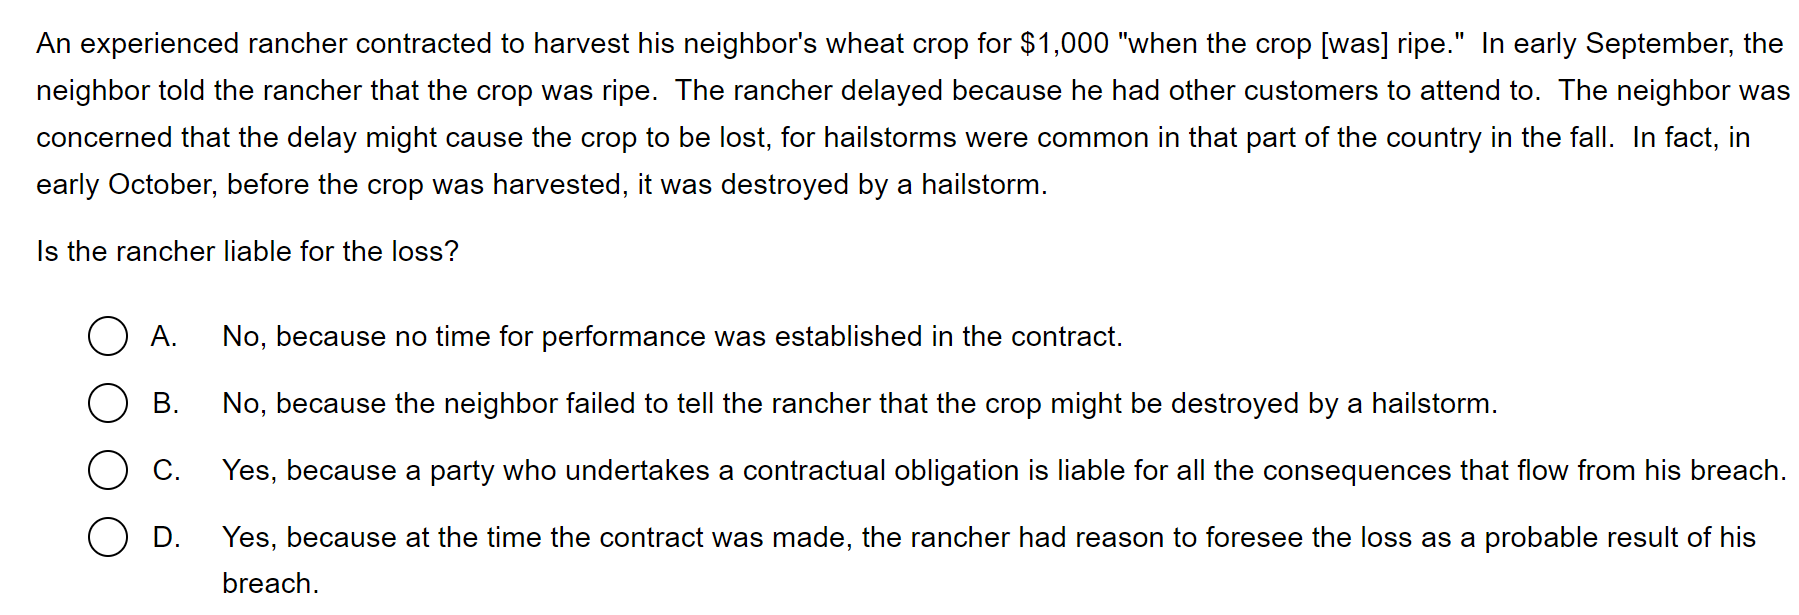 An experienced rancher contracted to harvest his neighbor's wheat crop for $1,000 "when the crop [was] ripe."  In early September, the
neighbor told the rancher that the crop was ripe.  The rancher delayed because he had other customers to attend to.  The neighbor was
concerned that the delay might cause the crop to be lost, for hailstorms were common in that part of the country in the fall.  In fact, in
early October, before the crop was harvested, it was destroyed by a hailstorm.
Is the rancher liable for the loss?
A. No, because no time for performance was established in the contract.
B. No, because the neighbor failed to tell the rancher that the crop might be destroyed by a hailstorm.
C. Yes, because a party who undertakes a contractual obligation is liable for all the consequences that flow from his breach.
D. Yes, because at the time the contract was made, the rancher had reason to foresee the loss as a probable result of his
breach.